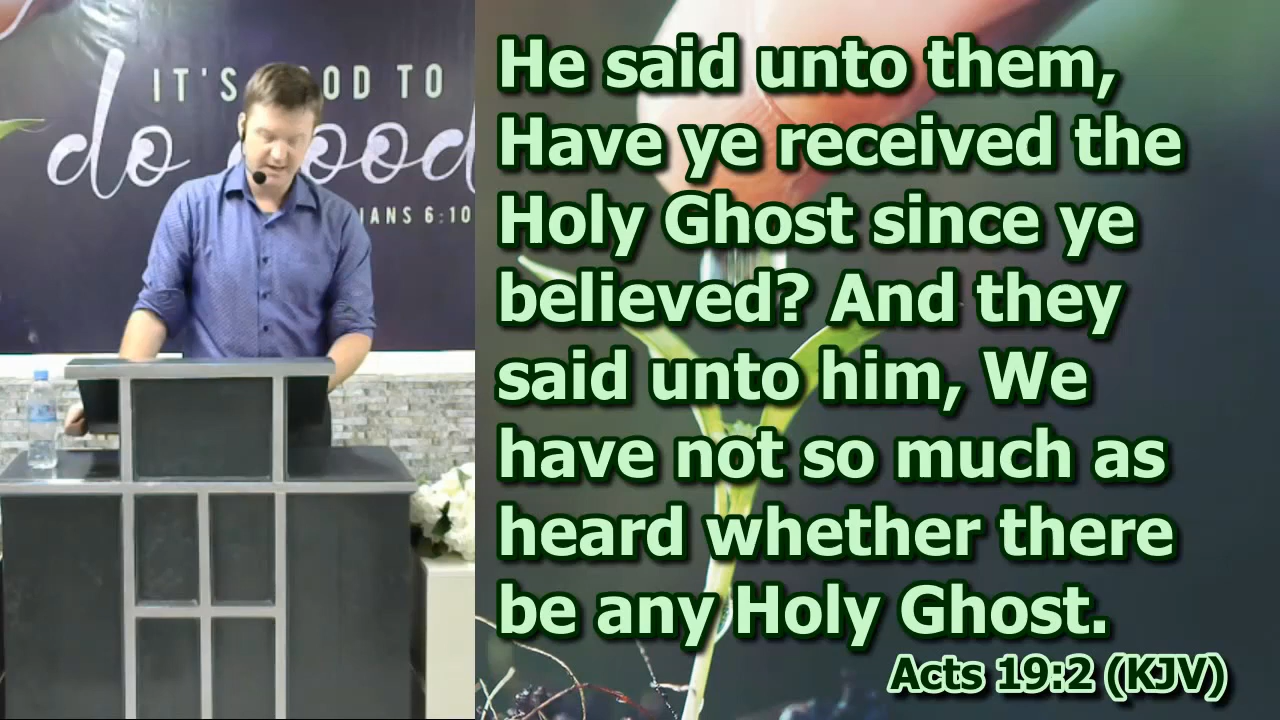 IT'S OOD TO
do good
IANS 6:10
He said unto them,
Have ye received the
Holy Ghost since ye
believed? And they
said unto him, We
have not so much as
heard whether there
be any Holy Ghost.
Acts 19:2 (KJV)